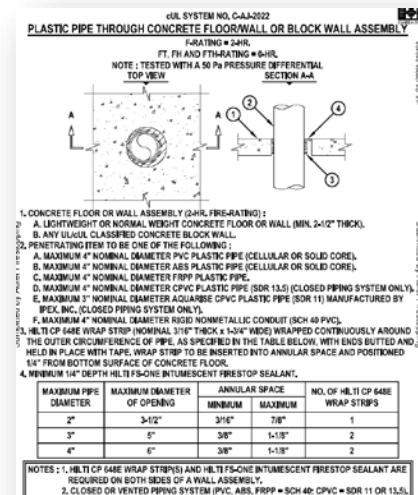 cUL SYSTEM NO. C-AJ-2022
PLASTIC PIPE THROUGH CONCRETE FLOOR/WALL OR BLOCK WALL ASSEMBLY
F-RATING = 2-HR.
FT, FH AND FTH-RATING = 0-HR.
NOTE : TESTED WITH A 50 Pa PRESSURE DIFFERENTIAL
TOP VIEW
SECTION A-A
A
A
1
2
3
4
1. CONCRETE FLOOR OR WALL ASSEMBLY (2-HR. FIRE-RATING) :
A. LIGHTWEIGHT OR NORMAL WEIGHT CONCRETE FLOOR OR WALL (MIN. 2-1/2" THICK).
B. ANY UL/cUL CLASSIFIED CONCRETE BLOCK WALL.
2. PENETRATING ITEM TO BE ONE OF THE FOLLOWING :
A. MAXIMUM 4" NOMINAL DIAMETER PVC PLASTIC PIPE (CELLULAR OR SOLID CORE).
B. MAXIMUM 4" NOMINAL DIAMETER ABS PLASTIC PIPE (CELLULAR OR SOLID CORE).
C. MAXIMUM 4" NOMINAL DIAMETER FRPP PLASTIC PIPE.
D. MAXIMUM 4" NOMINAL DIAMETER CPVC PLASTIC PIPE (SDR 13.5) (CLOSED PIPING SYSTEM ONLY).
E. MAXIMUM 3" NOMINAL DIAMETER AQUARISE CPVC PLASTIC PIPE (SDR 11) MANUFACTURED BY
IPEX, INC. (CLOSED PIPING SYSTEM ONLY).
F. MAXIMUM 4" NOMINAL DIAMETER RIGID NONMETALLIC CONDUIT (SCH 40 PVC).
3. HILTI CP 648E WRAP STRIP (NOMINAL 3/16" THICK x 1-3/4" WIDE) WRAPPED CONTINUOUSLY AROUND
THE OUTER CIRCUMFERENCE OF PIPE, AS SPECIFIED IN THE TABLE BELOW, WITH ENDS BUTTED AND
HELD IN PLACE WITH TAPE. WRAP STRIP TO BE INSERTED INTO ANNULAR SPACE AND POSITIONED
1/4" FROM BOTTOM SURFACE OF CONCRETE FLOOR.
4. MINIMUM 1/4" DEPTH HILTI FS-ONE INTUMESCENT FIRESTOP SEALANT.
MAXIMUM PIPE DIAMETER MAXIMUM DIAMETER OF OPENING ANNULAR SPACE MINIMUM MAXIMUM NO. OF HILTI CP 648E WRAP STRIPS
2" 3-1/2" 3/16" 7/8" 1
3" 5" 3/8" 1-1/8" 2
4" 6" 3/8" 1-1/8" 2
NOTES : 1. HILTI CP 648E WRAP STRIP(S) AND HILTI FS-ONE INTUMESCENT FIRESTOP SEALANT ARE
REQUIRED ON BOTH SIDES OF A WALL ASSEMBLY.
2. CLOSED OR VENTED PIPING SYSTEM (PVC, ABS, FRPP = SCH 40; CPVC = SDR 11 OR 13.5).